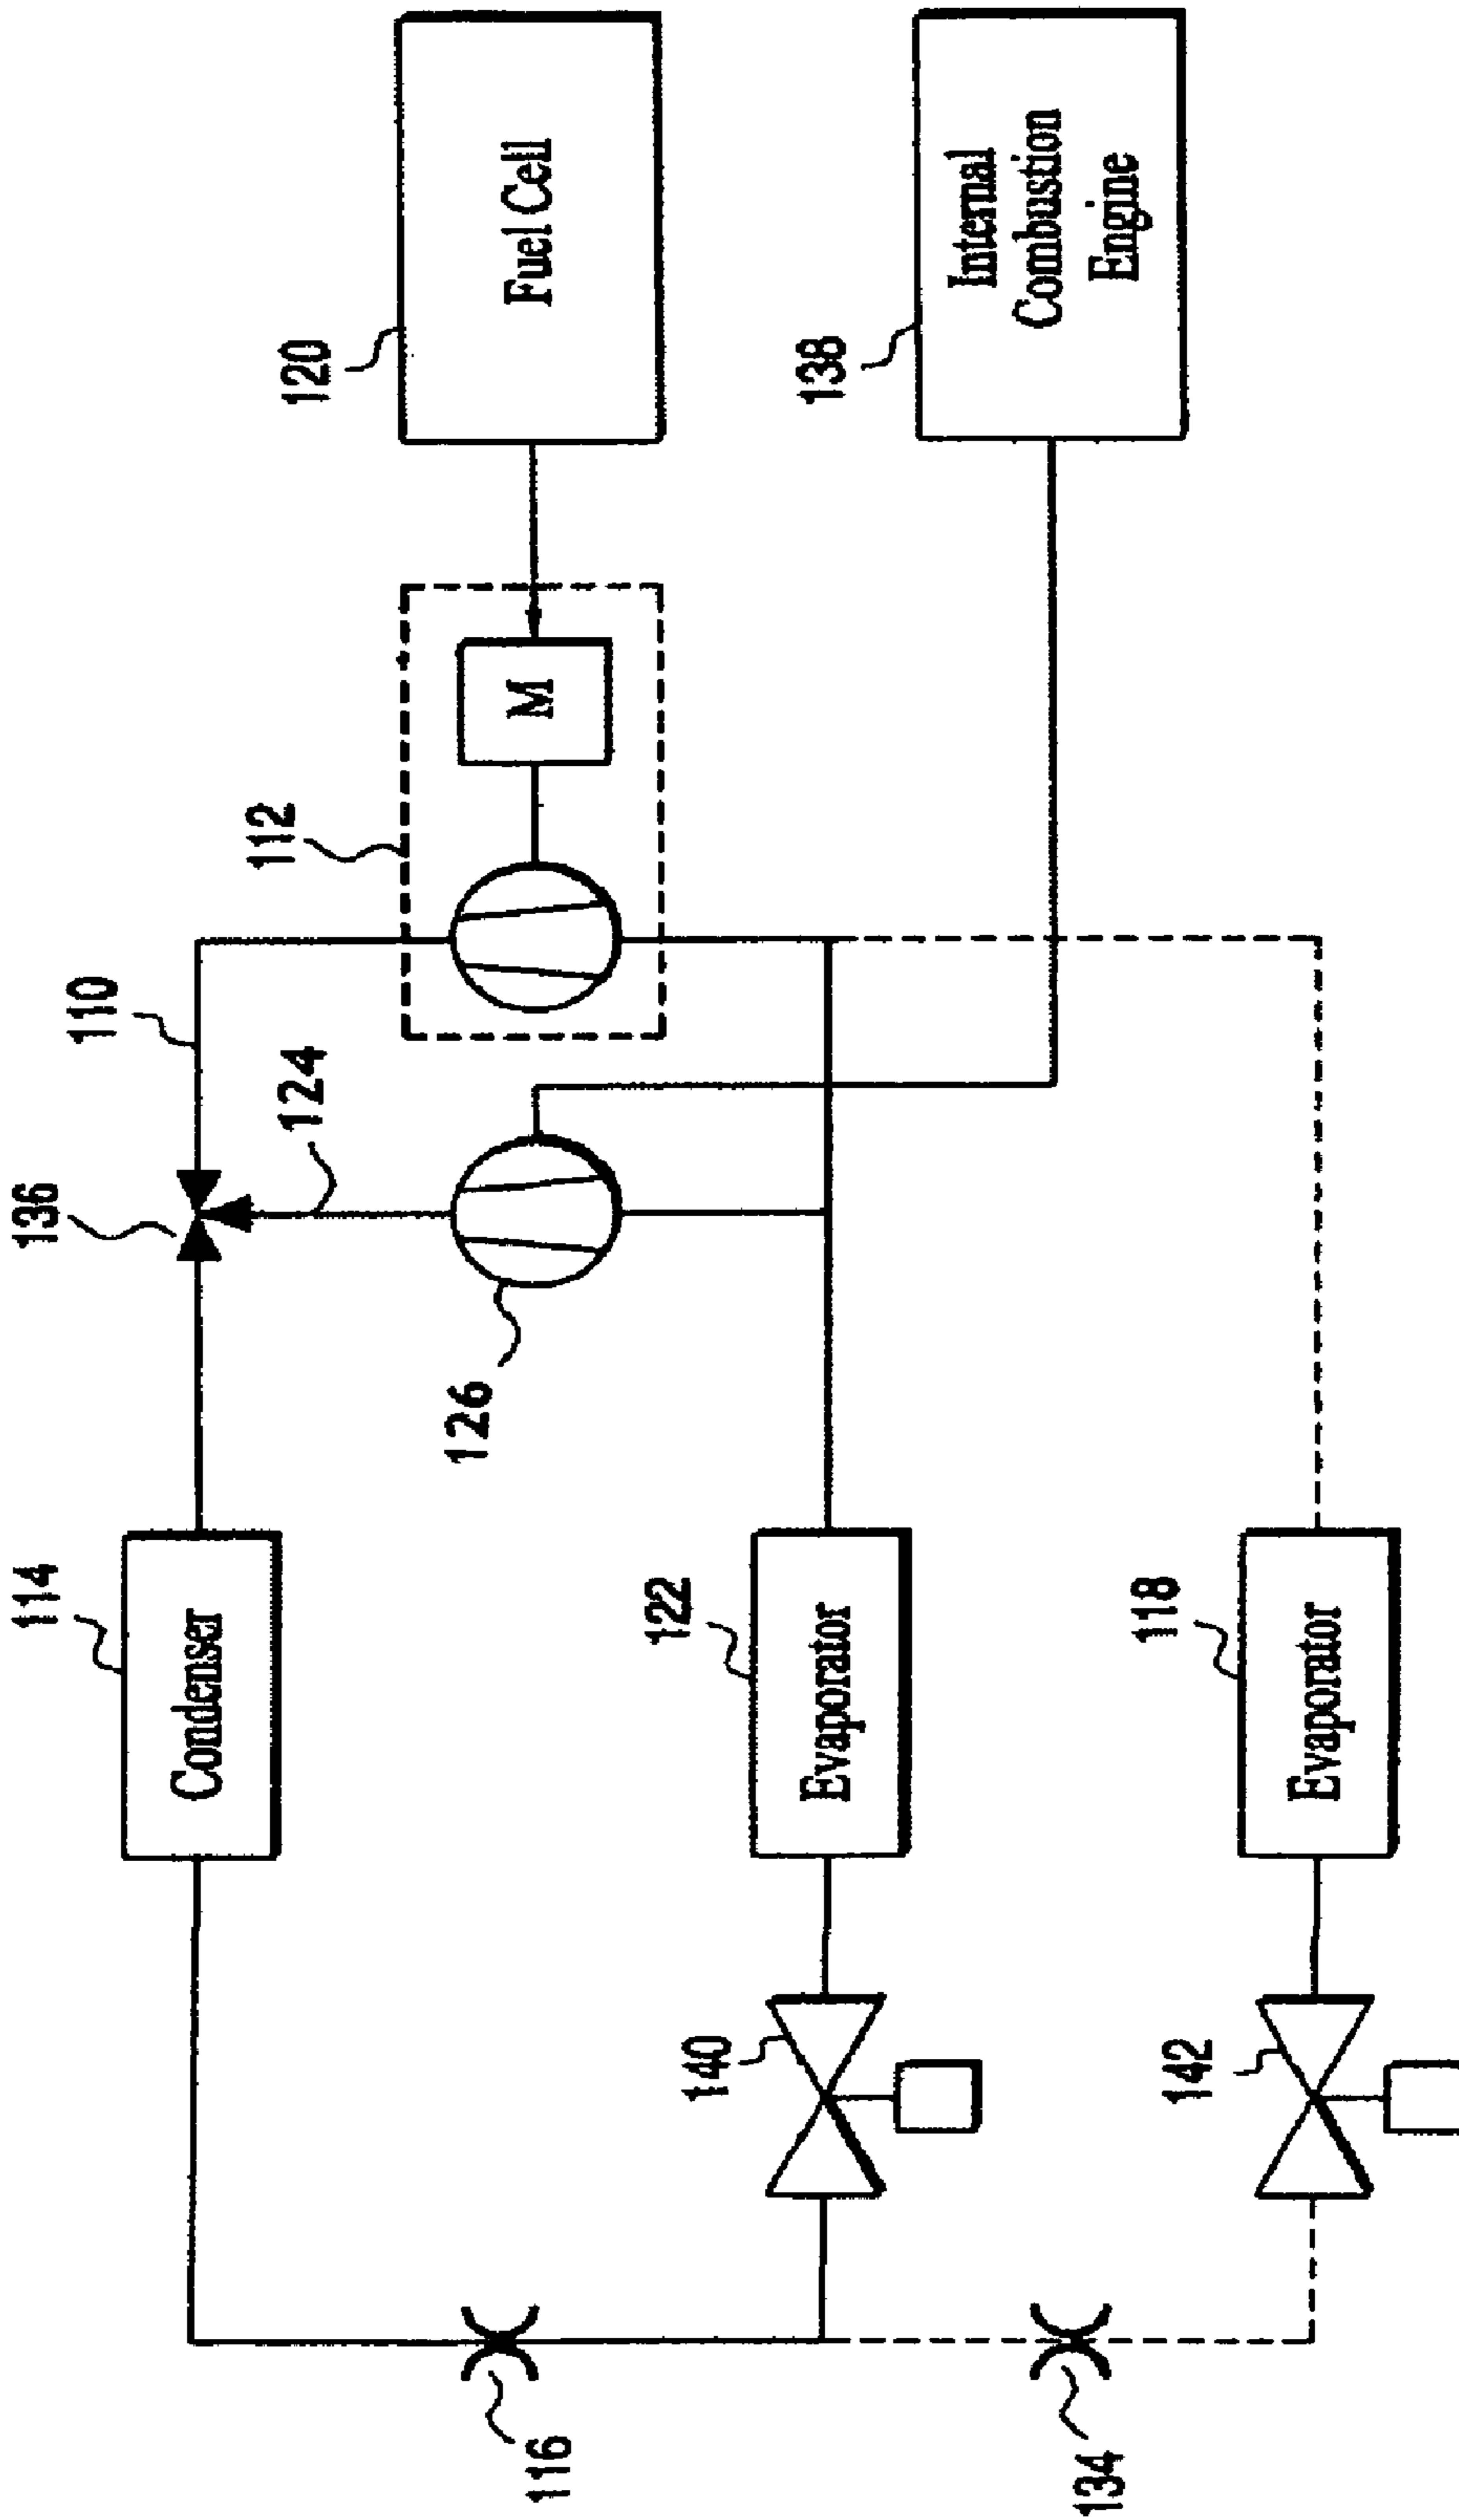 116
134
114
Condenser
140
142
122
Evaporator
118
Evaporator
136
110
124
126
112
M
120
Fuel Cell
138
Internal
Combustion
Engine